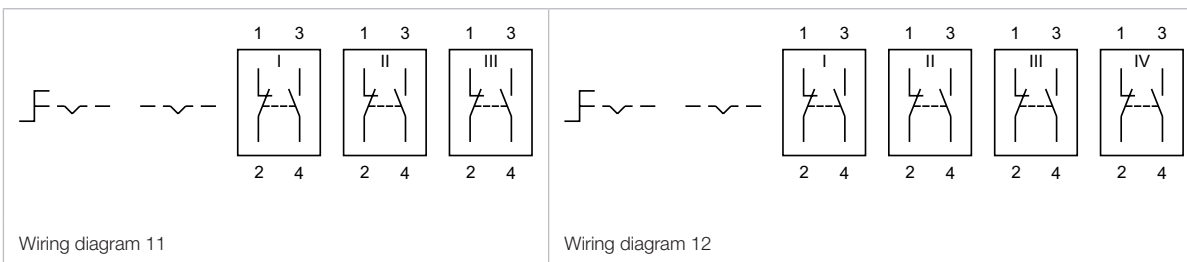 1 3 1 3 1 3
I II III
2 4 2 4 2 4
Wiring diagram 11
1 3 1 3 1 3 1 3
I II III IV
2 4 2 4 2 4 2 4
Wiring diagram 12